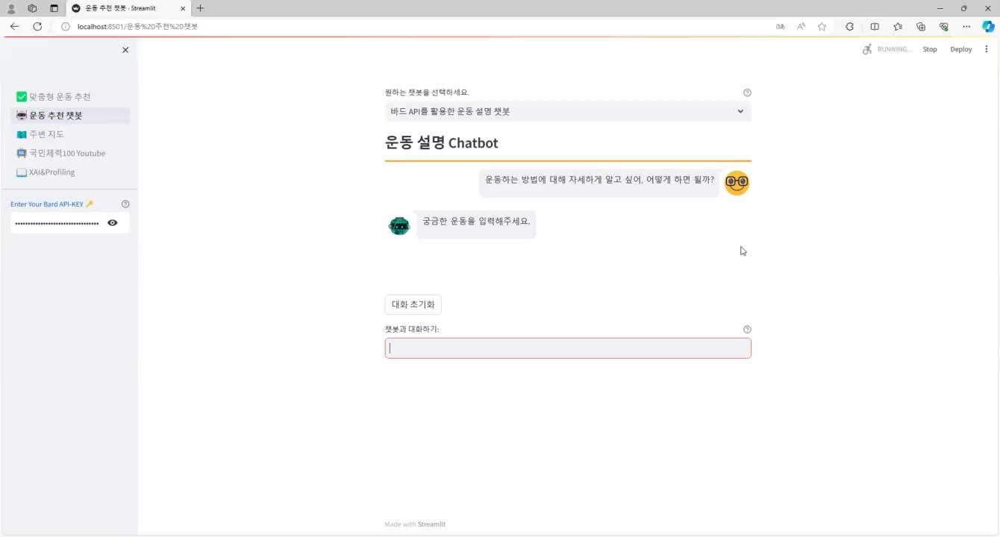 운동 추천 챗봇 · Streamlit
localhost:8501/운동%20추천%20챗봇
RUNNING...
Stop
Deploy
맞춤형 운동 추천
운동 추천 챗봇
주변 지도
국민체력100 Youtube
XAI&Profiling
Enter Your Bard API-KEY
원하는 챗봇을 선택하세요.
바드 API를 활용한 운동 설명 챗봇
운동 설명 Chatbot
운동하는 방법에 대해 자세하게 알고 싶어, 어떻게 하면 될까?
궁금한 운동을 입력해주세요.
대화 초기화
챗봇과 대화하기:
Made with Streamlit